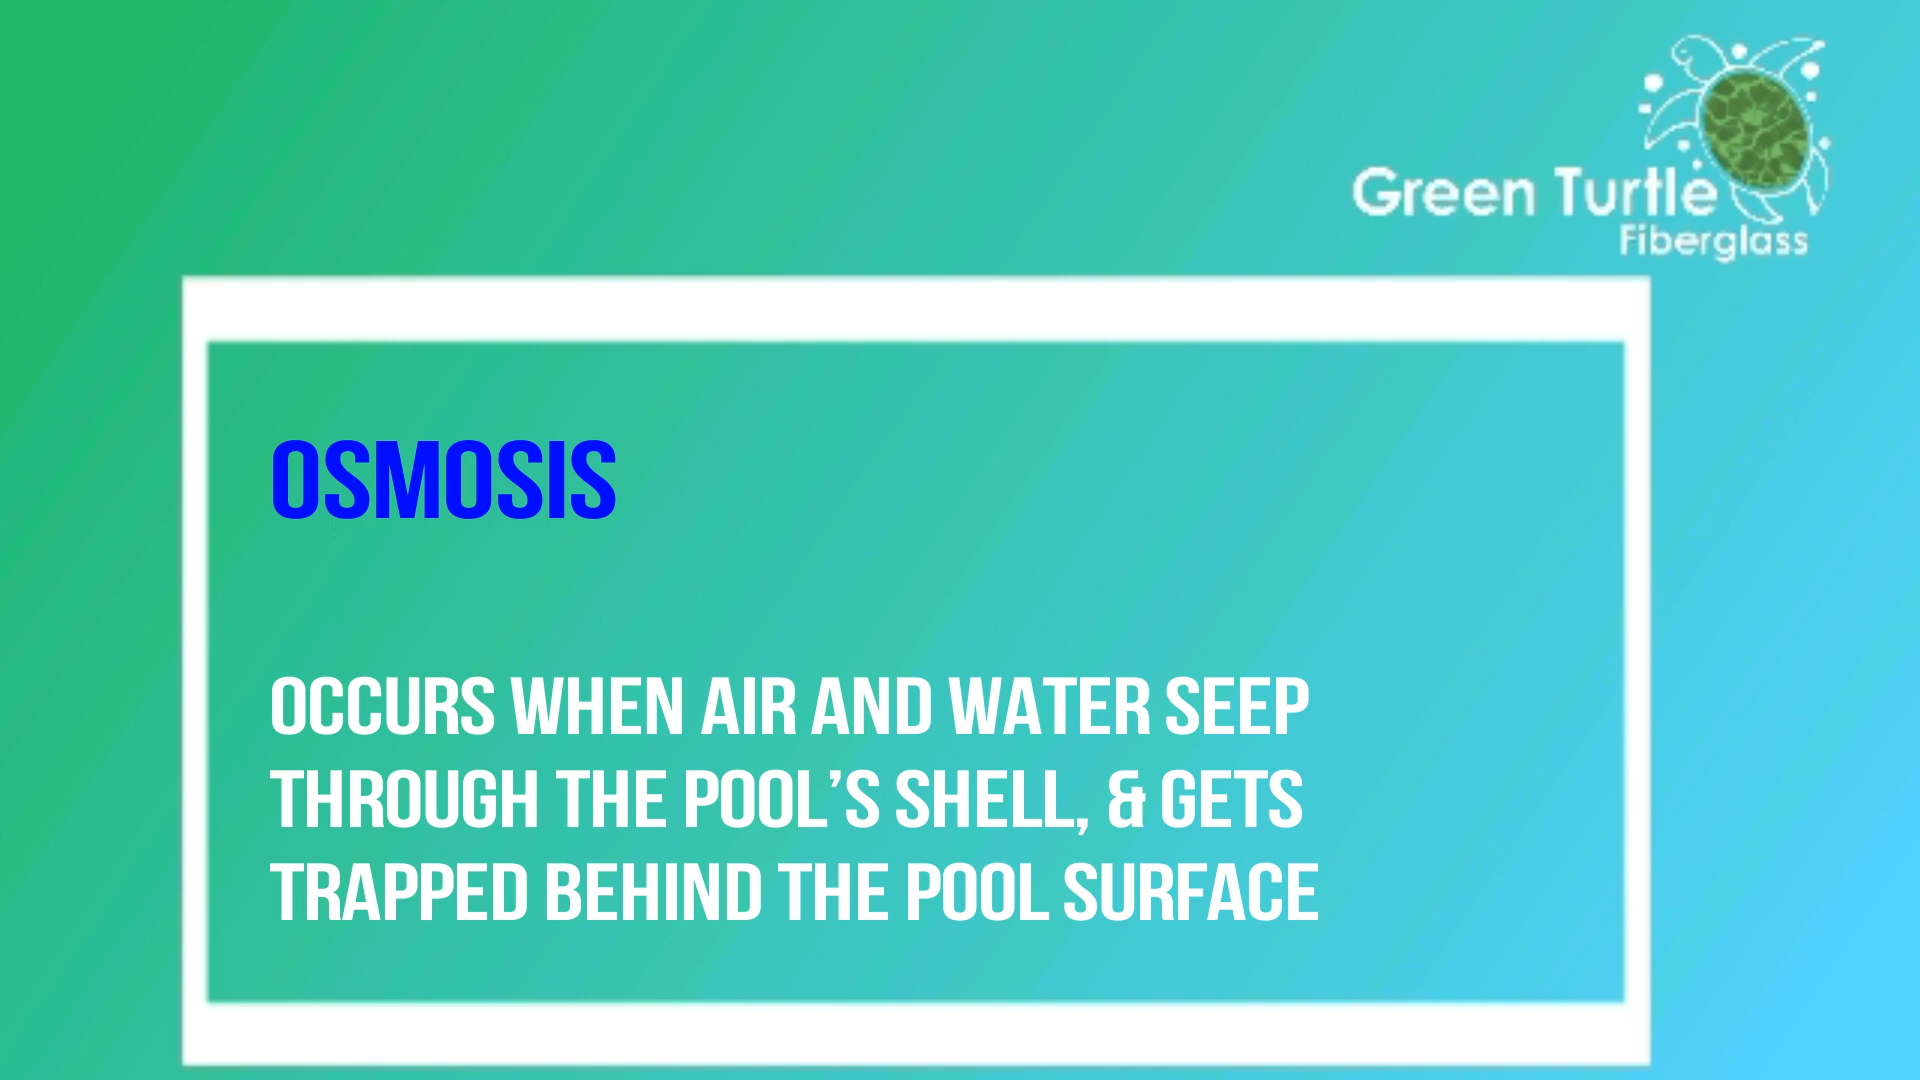 Green Turtle
Fiberglass
OSMOSIS
OCCURS WHEN AIR AND WATER SEEP
THROUGH THE POOL’S SHELL, & GETS
TRAPPED BEHIND THE POOL SURFACE